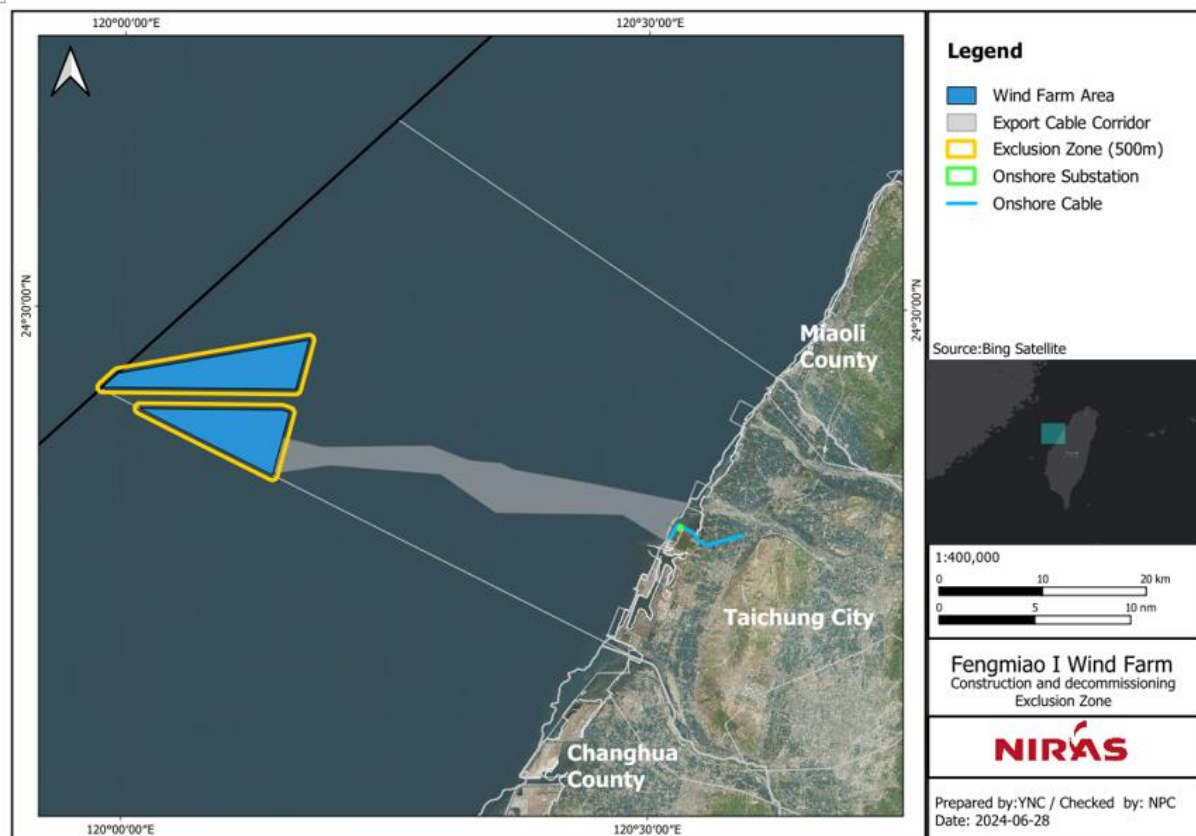 120°00'00"E
120°30'00"E
24°30'00"N
24°30'00"N
Miaoli
County
Taichung City
Changhua
County
120°00'00"E
120°30'00"E
Legend
Wind Farm Area
Export Cable Corridor
Exclusion Zone (500m)
Onshore Substation
Onshore Cable
Source:Bing Satellite
1:400,000
0 10 20 km
0 5 10 nm
Fengmiao I Wind Farm
Construction and decommissioning
Exclusion Zone
NIRAS
Prepared by:YNC / Checked by: NPC
Date: 2024-06-28